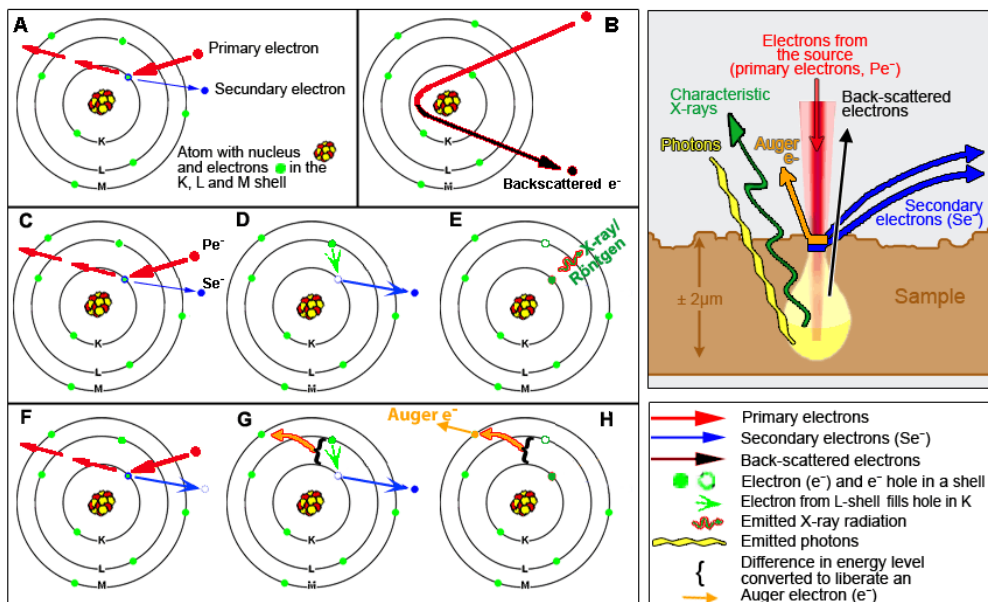 A
Primary electron
Secundary electron
K
L
M
Atom with nucleus
and electrons in the
K, L and M shell
B
K
L
M
Backscattered e-
C
Pe-
Se-
K
L
M
D
K
L
M
E
X-ray/
Röntgen
K
L
M
F
K
L
M
G
K
L
M
H
Auger e-
K
L
M
Electrons from
the source
(primary electrons, Pe-)
Characteristic
X-rays
Back-scattered
electrons
Photons
Auger
e-
Secondary
electrons (Se-)
± 2µm
Sample
Primary electrons
Secondary electrons (Se-)
Back-scattered electrons
Electron (e-) and e- hole in a shell
Electron from L-shell fills hole in K
Emitted X-ray radiation
Emitted photons
{ Difference in energy level
converted to liberate an
Auger electron (e-)